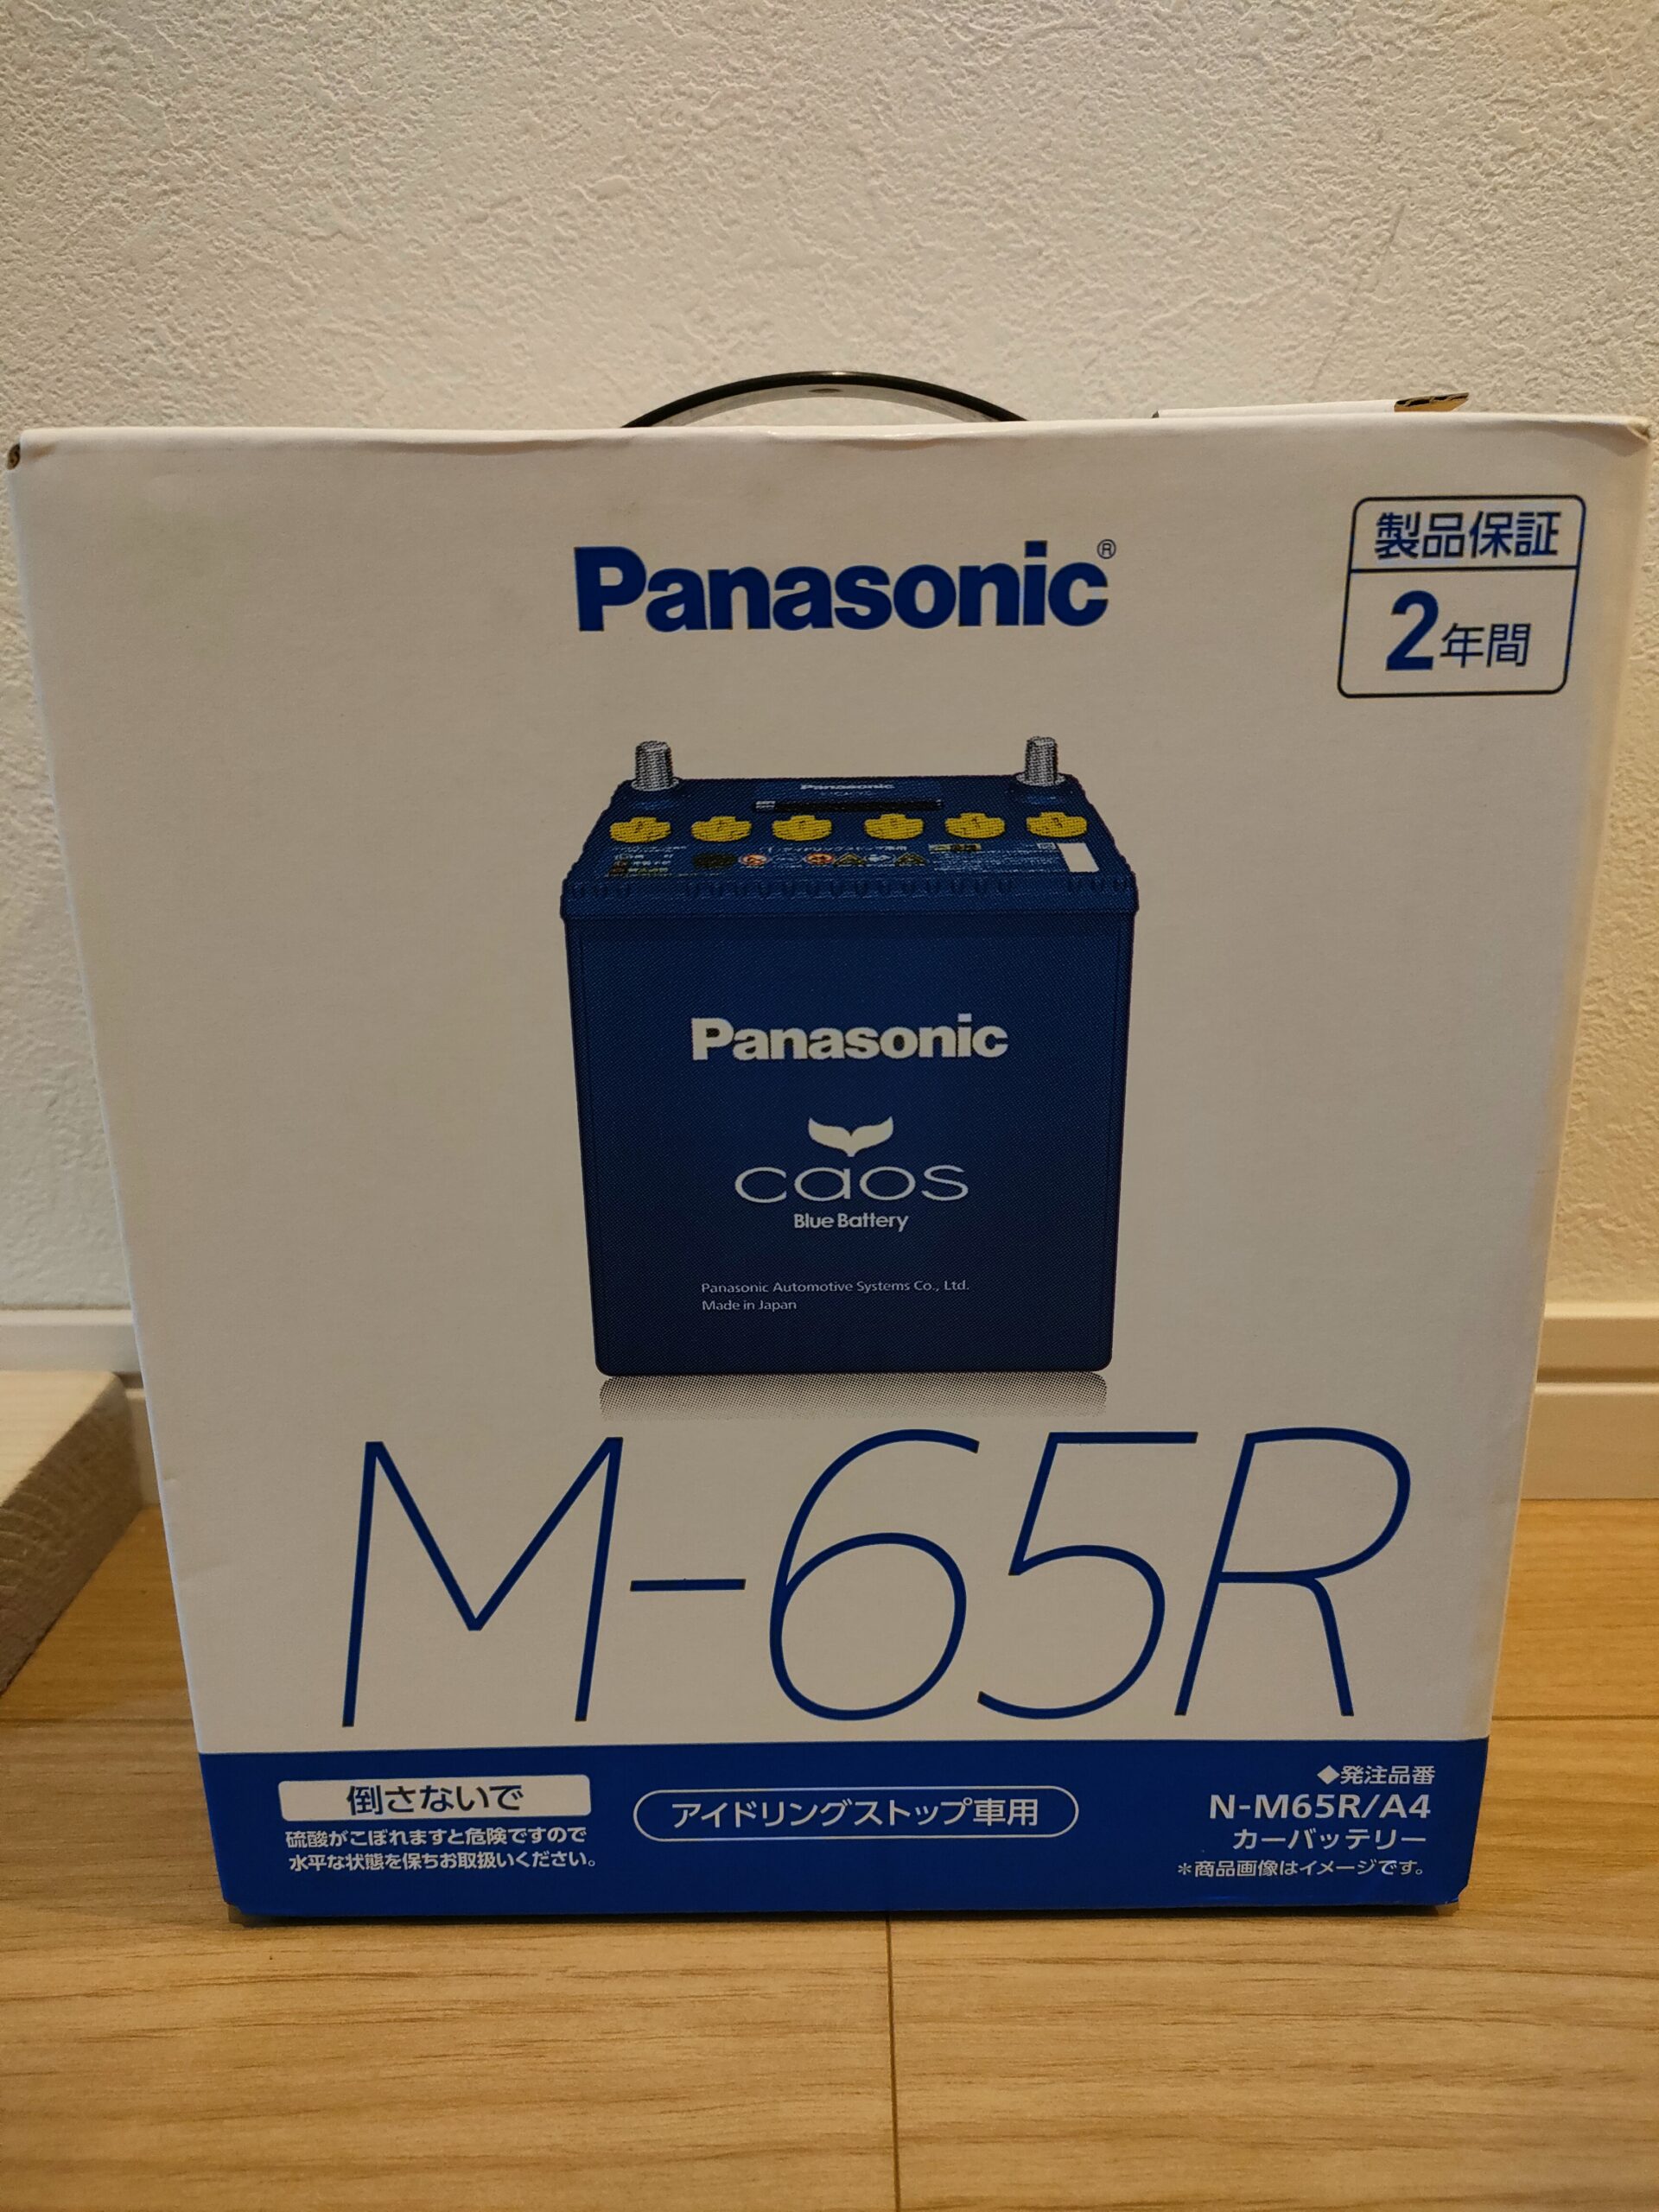 Panasonic®
製品保証
2年間
Panasonic
Panasonic
caos
Blue Battery
Panasonic Automotive Systems Co., Ltd.
Made in Japan
M-65R
倒さないで
硫酸がこぼれますと危険ですので
水平な状態を保ちお取扱いください。
アイドリングストップ車用
◆発注品番
N-M65R/A4
カーバッテリー
＊商品画像はイメージです。